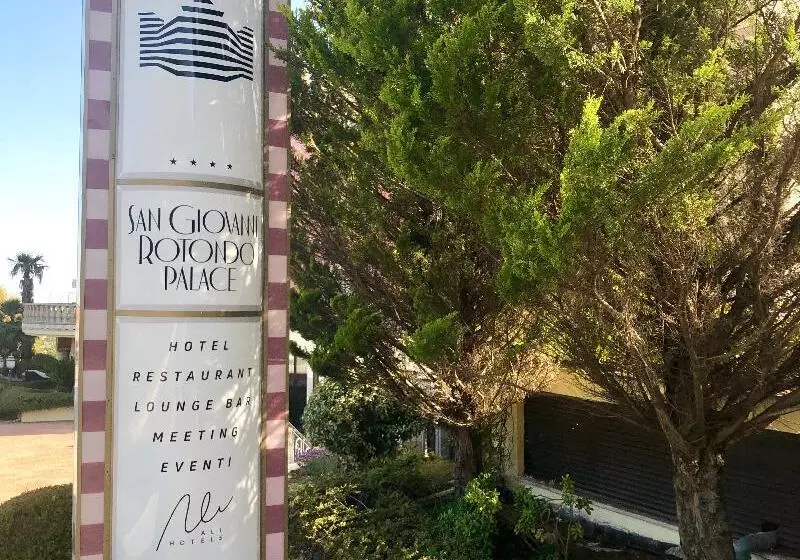 SAN GIOVANNI
ROTONDO
PALACE
HOTEL
RESTAURANT
LOUNGE BAR
MEETING
EVENTI
ALI
HOTELS